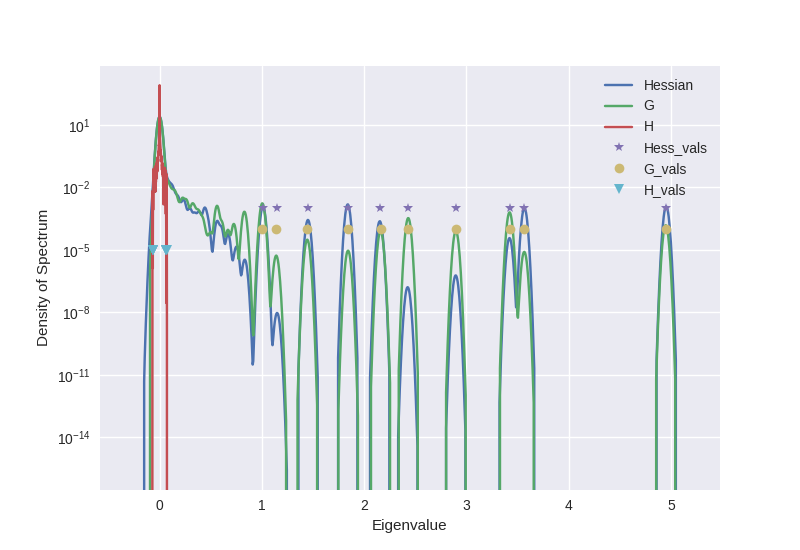 Hessian
G
H
Hess_vals
G_vals
H_vals
10^1
10^-2
10^-5
10^-8
10^-11
10^-14
Density of Spectrum
0 1 2 3 4 5
Eigenvalue